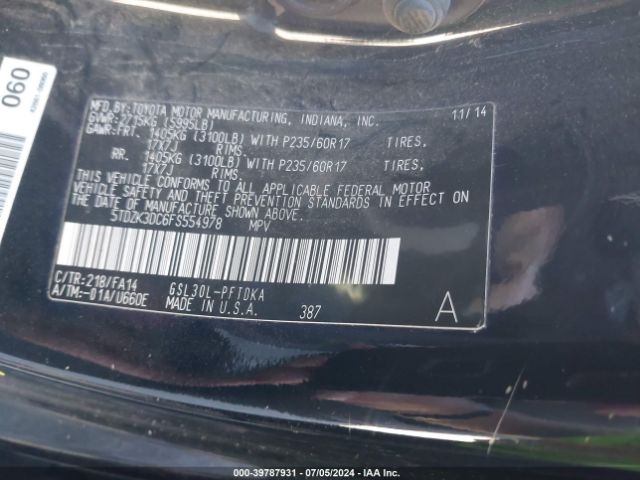 060
MFD.BY:TOYOTA MOTOR MANUFACTURING, INDIANA, INC. 11/14
GVWR:2715KG (5995LB)
GAWR:FRT. 1405KG (3100LB) WITH P235/60R17 TIRES,
17X7J RIMS
RR. 1405KG (3100LB) WITH P235/60R17 TIRES,
17X7J RIMS
THIS VEHICLE CONFORMS TO ALL APPLICABLE FEDERAL MOTOR
VEHICLE SAFETY AND THEFT PREVENTION STANDARDS IN EFFECT ON
THE DATE OF MANUFACTURE SHOWN ABOVE.
5TDZK3DC6FS554978 MPV
C/TR:218/FA14 GSL30L-PFTDKA
A/TM:-01A/U660E MADE IN U.S.A. 387 A
000-39787931 / 07/05/2024 - IAA Inc.